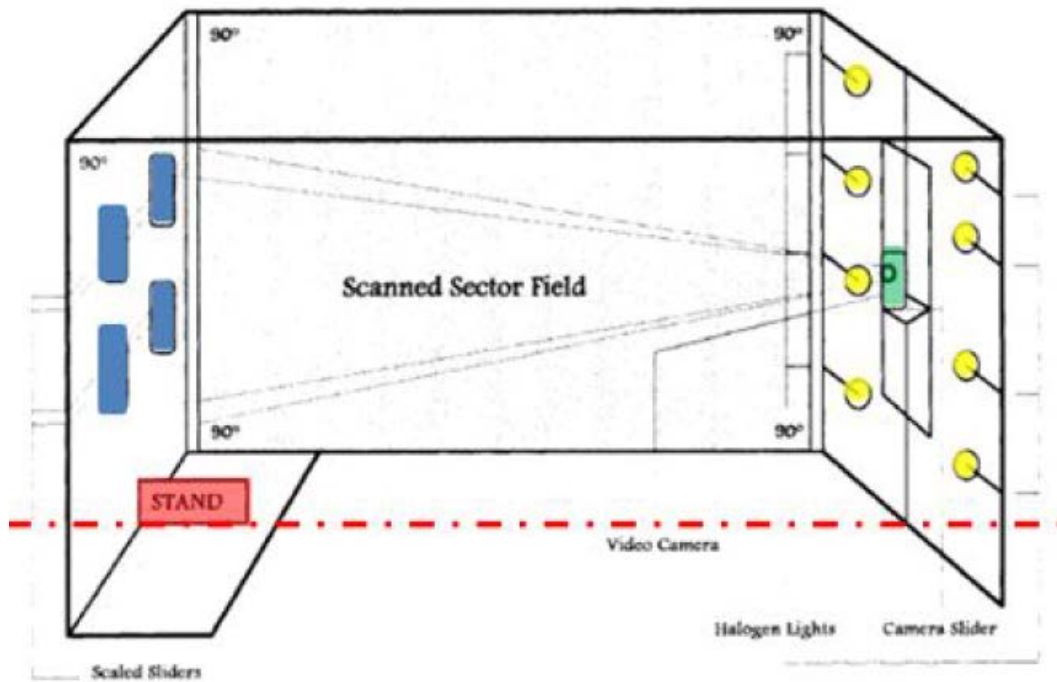 90° 90°
90°
Scanned Sector Field
90° 90°
STAND
Video Camera
Halogen Lights Camera Slider
Scaled Sliders